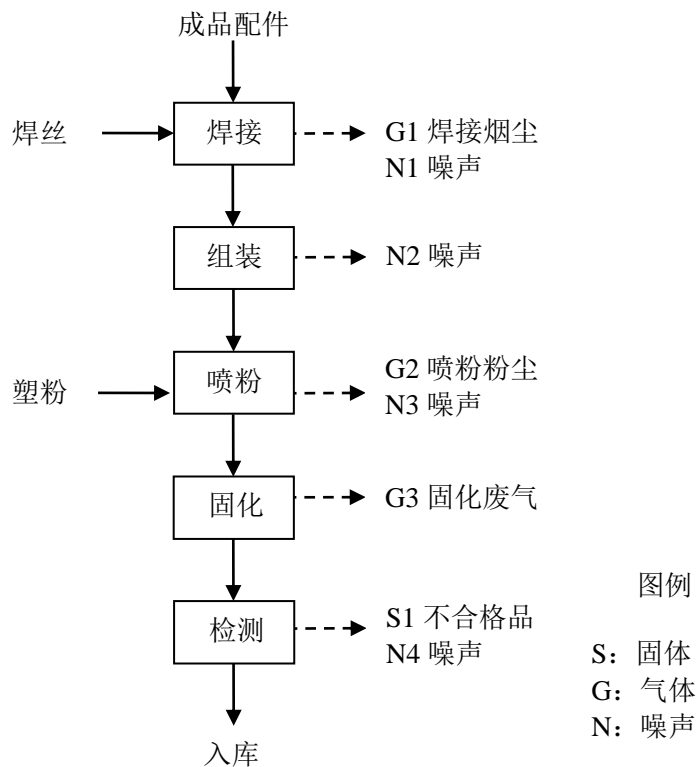 成品配件
焊丝
焊接
G1 焊接烟尘
N1 噪声
组装
N2 噪声
塑粉
喷粉
G2 喷粉粉尘
N3 噪声
固化
G3 固化废气
检测
S1 不合格品
N4 噪声
入库
图例
S：固体
G：气体
N：噪声